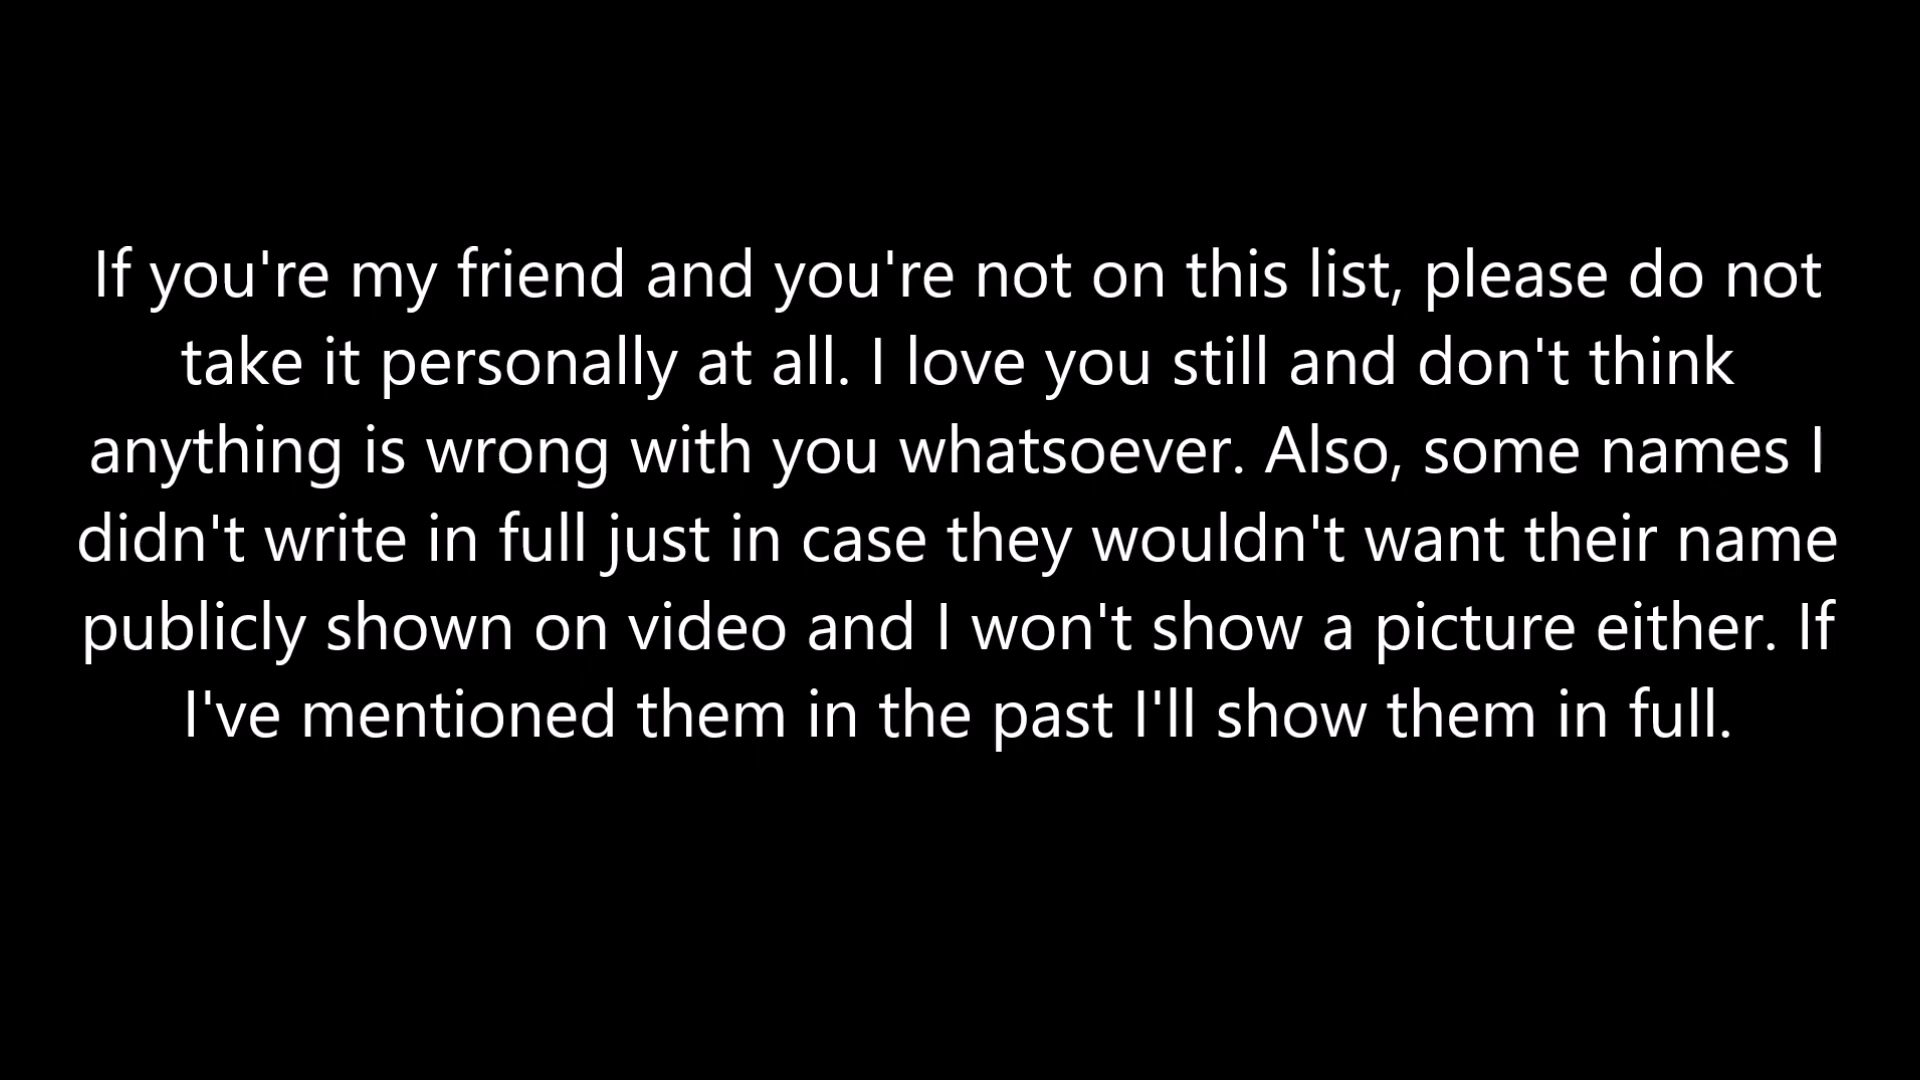 If you're my friend and you're not on this list, please do not
take it personally at all. I love you still and don't think
anything is wrong with you whatsoever. Also, some names I
didn't write in full just in case they wouldn't want their name
publicly shown on video and I won't show a picture either. If
I've mentioned them in the past I'll show them in full.